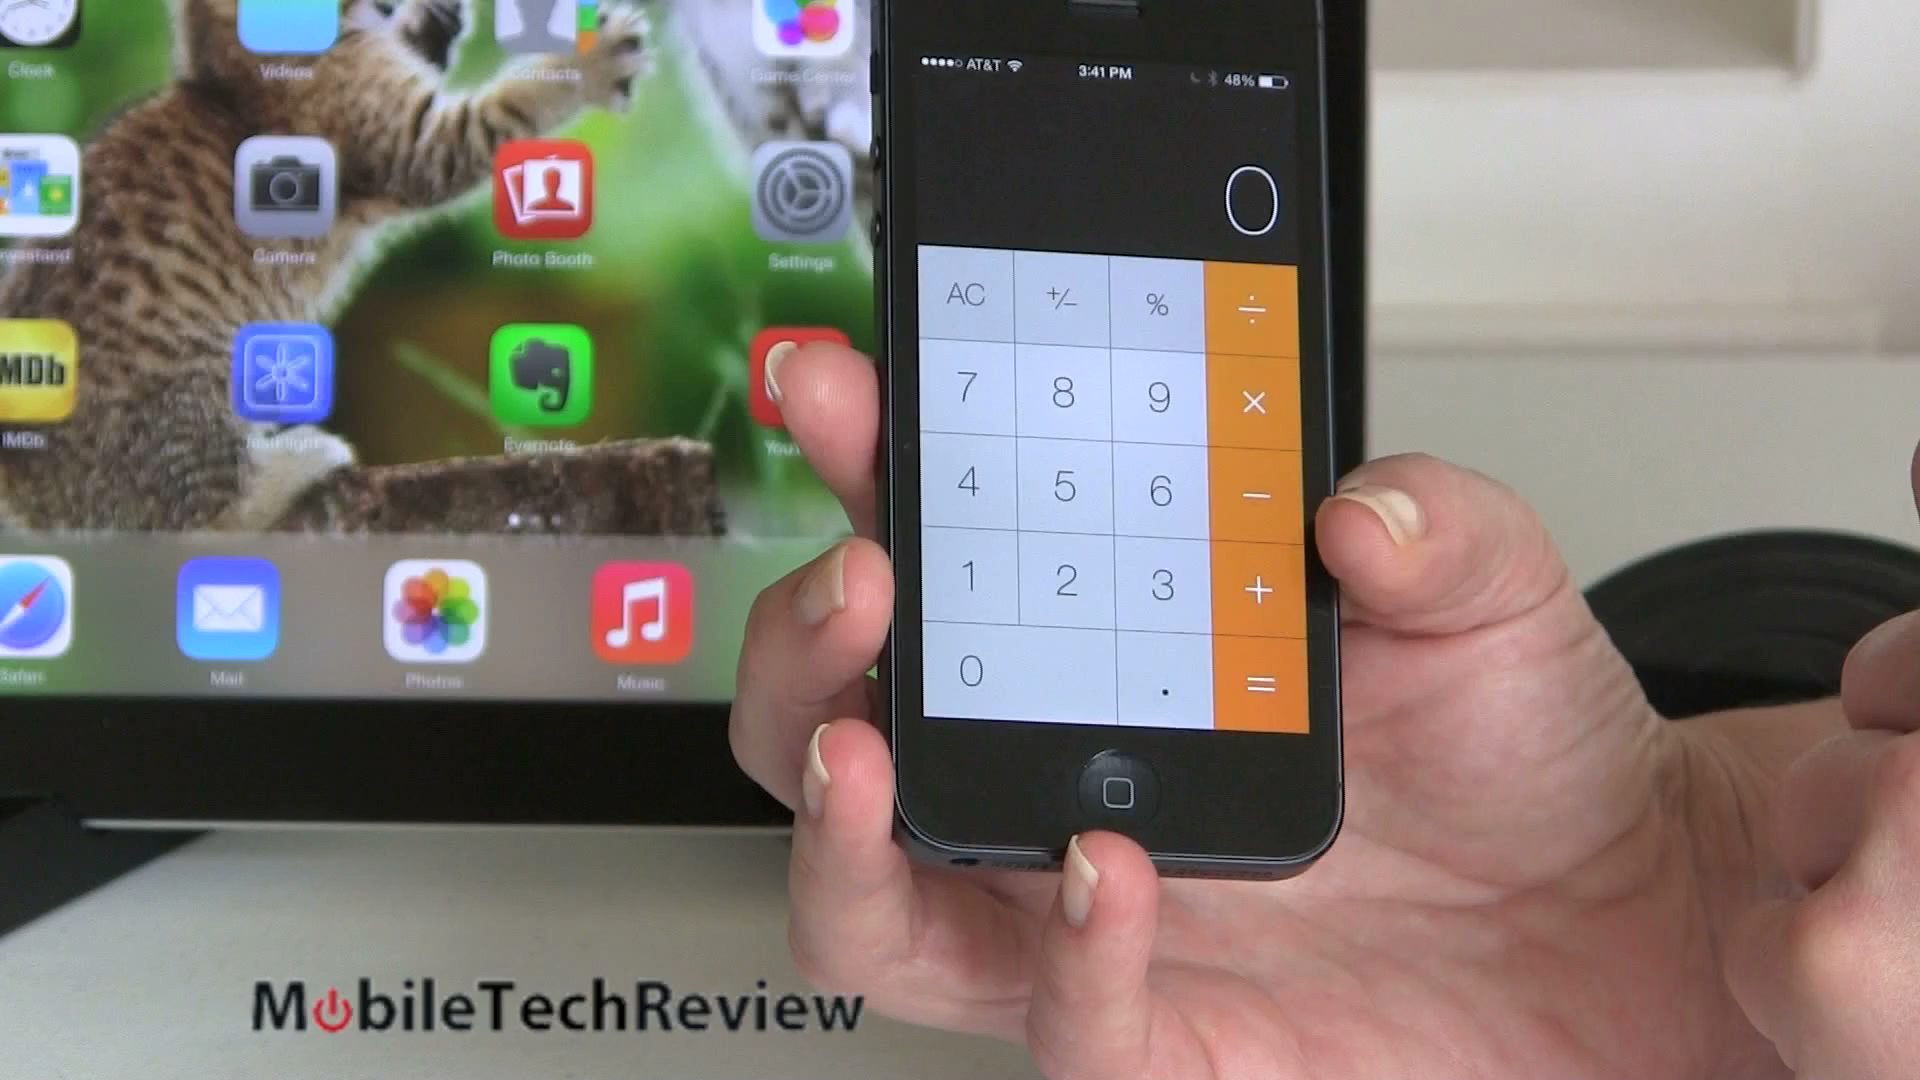 Clock
Videos
Contacts
Game Center
Camera
Photo Booth
Settings
IMDb
Evernote
Safari
Mail
Photos
Music
AT&T
3:41 PM
48%
0
AC +/− % ÷
7 8 9 ×
4 5 6 −
1 2 3 +
0 . =
MobileTechReview